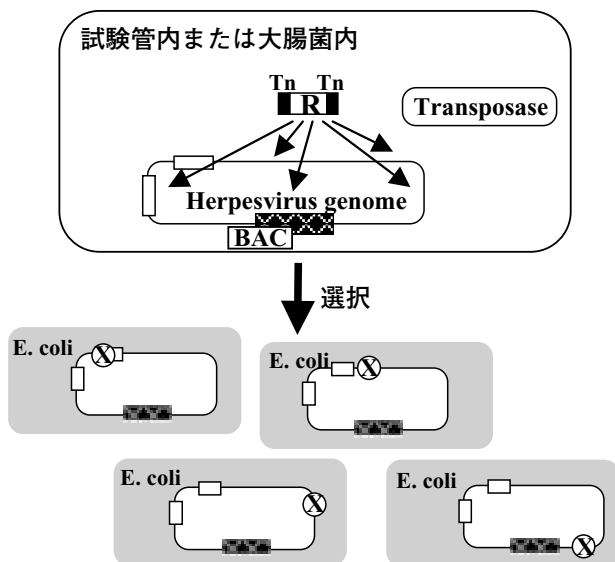 試験管内または大腸菌内
Tn Tn
R
Transposase
Herpesvirus genome
BAC
選択
E. coli
X
E. coli
X
E. coli
X
E. coli
X